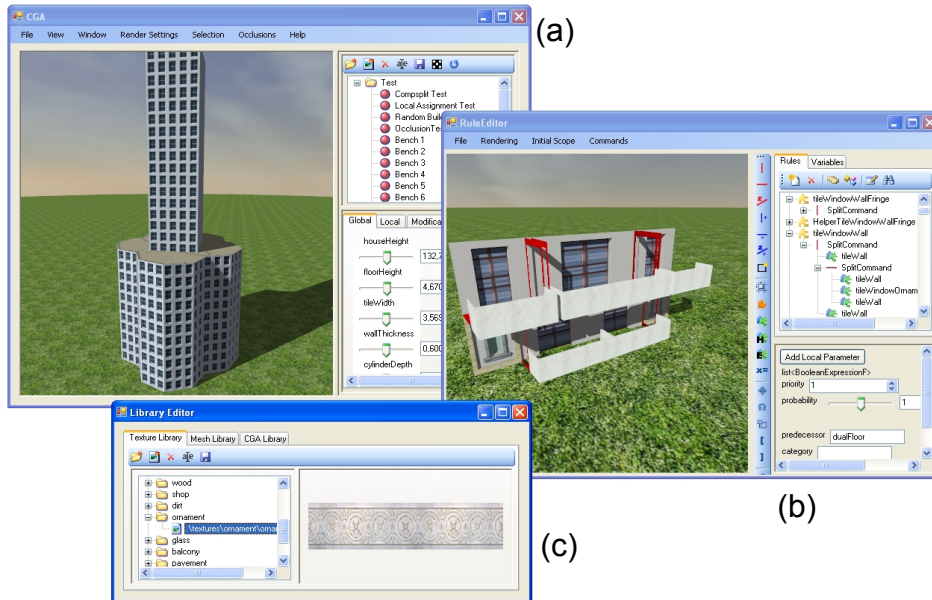 CGA
File View Window Render Settings Selection Occlusions Help
Test
Compsplit Test
Local Assignment Test
Random Buil
OcclusionTe
Bench 1
Bench 2
Bench 3
Bench 4
Bench 5
Bench 6
Global Local Modifica
houseHeight
132,7
floorHeight
4,670
tileWidth
3,569
wallThickness
0,600
cylinderDepth
(a)
RuleEditor
File Rendering Initial Scope Commands
Rules Variables
tileWindowWallFringe
SplitCommand
HelperTileWindowWallFringe
tileWindowWall
SplitCommand
tileWall
SplitCommand
tileWall
tileWindowOrnam
tileWall
tileWall
H
E
x=
[
]
Add Local Parameter
list<BooleanExpressionF>
priority 1
probability 1
predecessor dualFloor
category
(b)
Library Editor
Texture Library Mesh Library CGA Library
wood
shop
dirt
ornament
.\textures\ornament\orna
glass
balcony
pavement
(c)